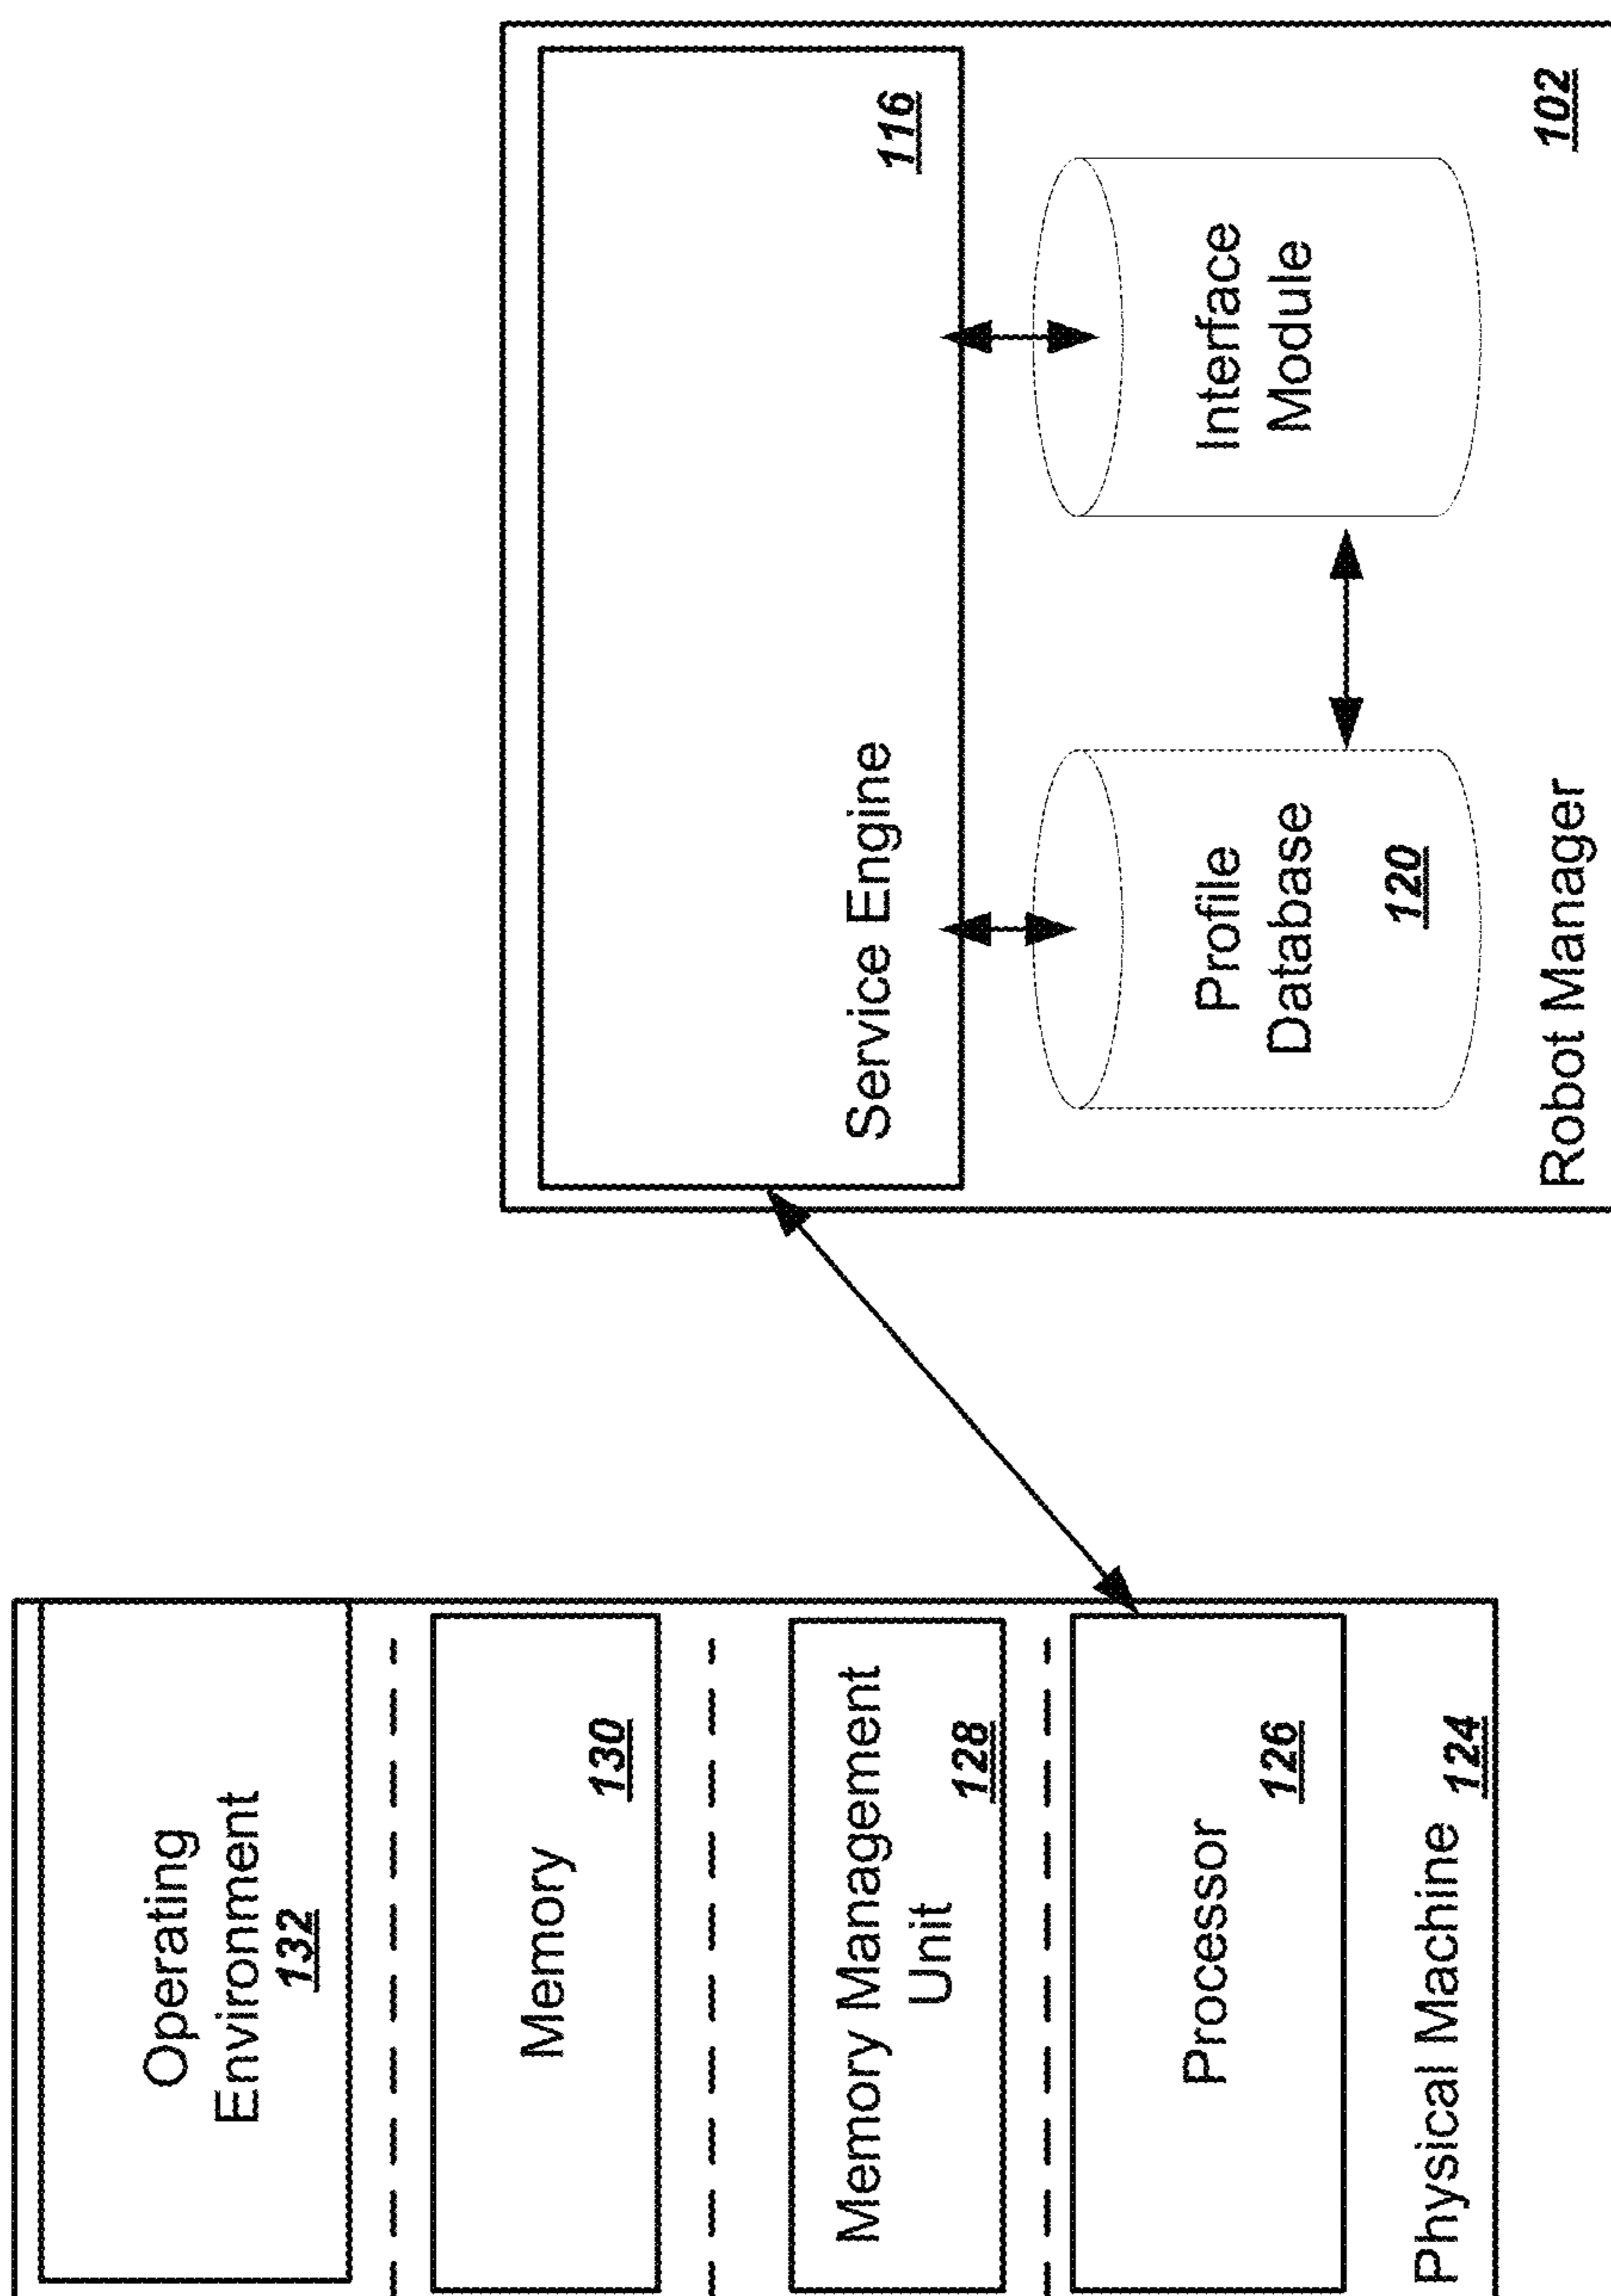 Operating
Environment
132
Memory
130
Memory Management
Unit
128
Processor
126
Physical Machine
124
Service Engine
116
Profile
Database
120
Interface
Module
Robot Manager
102